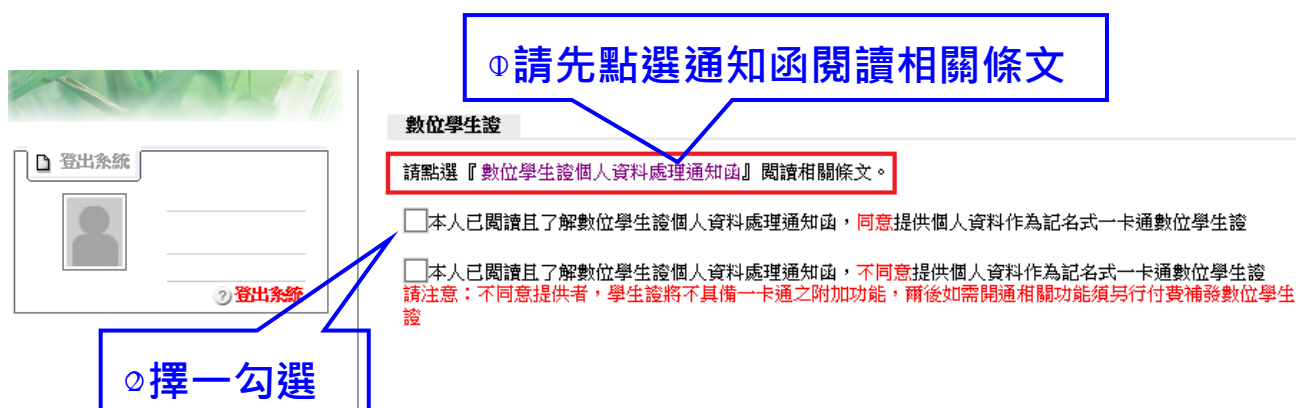 ①請先點選通知函閱讀相關條文
數位學生證
登出系統
請點選『數位學生證個人資料處理通知函』閱讀相關條文。
本人已閱讀且了解數位學生證個人資料處理通知函，同意提供個人資料作為記名式一卡通數位學生證
本人已閱讀且了解數位學生證個人資料處理通知函，不同意提供個人資料作為記名式一卡通數位學生證
請注意：不同意提供者，學生證將不具備一卡通之附加功能，爾後如需開通相關功能須另行付費補發數位學生
證
登出系統
②擇一勾選